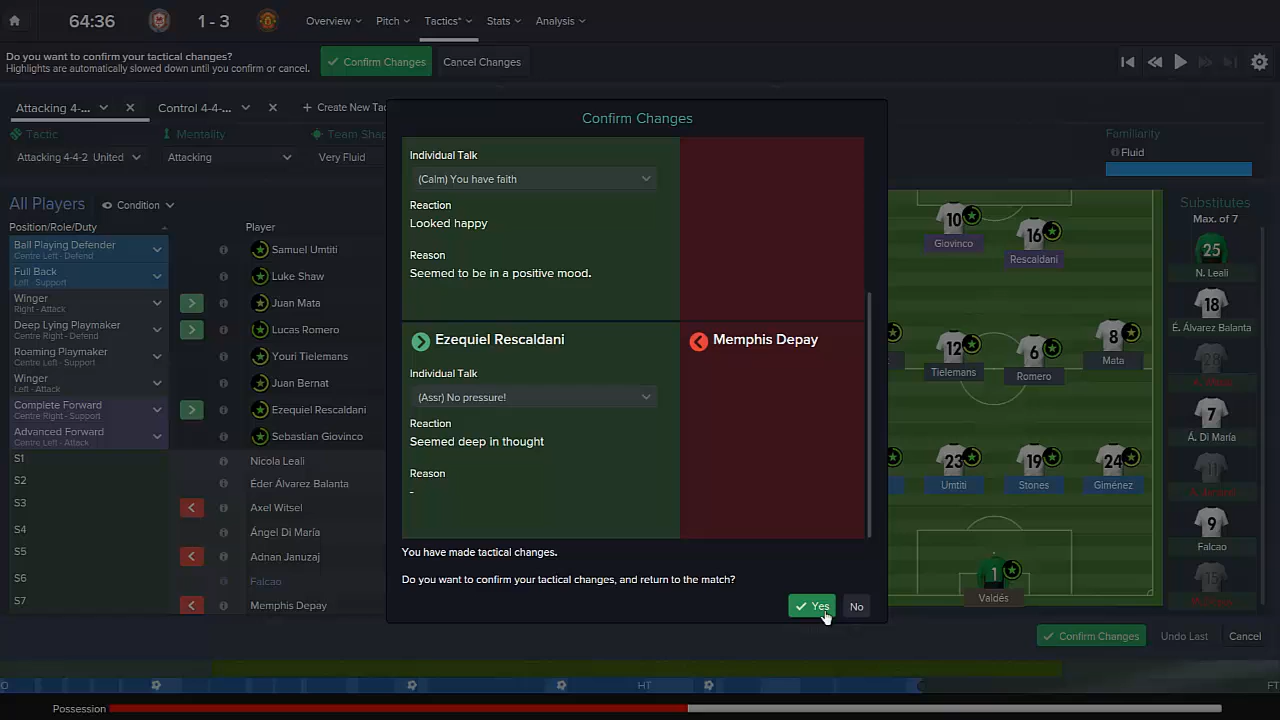 64:36
1 - 3
Overview
Pitch
Tactics*
Stats
Analysis
Do you want to confirm your tactical changes?
Highlights are automatically slowed down until you confirm or cancel.
Confirm Changes
Cancel Changes
Attacking 4-...
Control 4-4-...
Create New Tac
Confirm Changes
Tactic
Mentality
Team Shap
Familiarity
Attacking 4-4-2 United
Attacking
Very Fluid
Fluid
All Players
Condition
Position/Role/Duty
Player
Ball Playing Defender
Centre Left - Defend
Samuel Umtiti
Full Back
Left - Support
Luke Shaw
Winger
Right - Attack
Juan Mata
Deep Lying Playmaker
Centre Right - Defend
Lucas Romero
Roaming Playmaker
Centre Left - Support
Youri Tielemans
Winger
Left - Attack
Juan Bernat
Complete Forward
Centre Right - Support
Ezequiel Rescaldani
Advanced Forward
Centre Left - Attack
Sebastian Giovinco
S1
Nicola Leali
S2
Éder Álvarez Balanta
S3
Axel Witsel
S4
Ángel Di María
S5
Adnan Januzaj
S6
Falcao
S7
Memphis Depay
Individual Talk
(Calm) You have faith
Reaction
Looked happy
Reason
Seemed to be in a positive mood.
Ezequiel Rescaldani
Memphis Depay
Individual Talk
(Assr) No pressure!
Reaction
Seemed deep in thought
Reason
-
You have made tactical changes.
Do you want to confirm your tactical changes, and return to the match?
Yes
No
10
Giovinco
16
Rescaldani
12
Tielemans
6
Romero
8
Mata
23
Umtiti
19
Stones
24
Giménez
1
Valdés
Substitutes
Max. of 7
25
N. Leali
18
É. Álvarez Balanta
28
7
Á. Di María
11
9
Falcao
15
Confirm Changes
Undo Last
Cancel
HT
FT
Possession